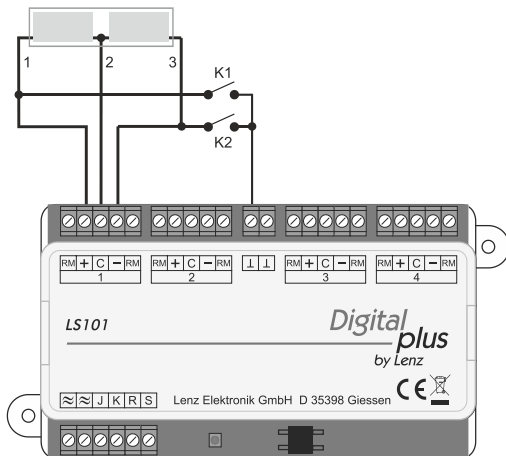 1 2 3
K1
K2
RM + C − RM RM + C − RM ⊥ ⊥ RM + C − RM RM + C − RM
1 2 3 4
LS101
Digital
plus
by Lenz
≈ ≈ J K R S Lenz Elektronik GmbH D 35398 Giessen CE